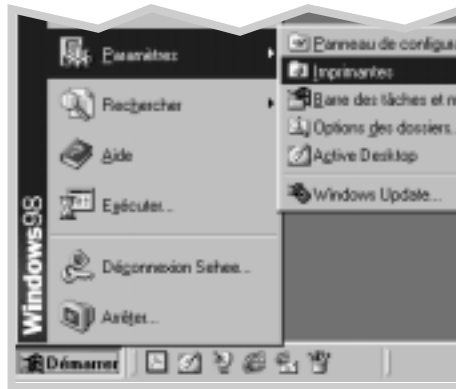 Paramètres
Rechercher
Aide
Exécuter...
Déconnexion Sehee...
Arrêter...
Windows98
Démarrer
Panneau de configura
Imprimantes
Barre des tâches et m
Options des dossiers...
Active Desktop
Windows Update...